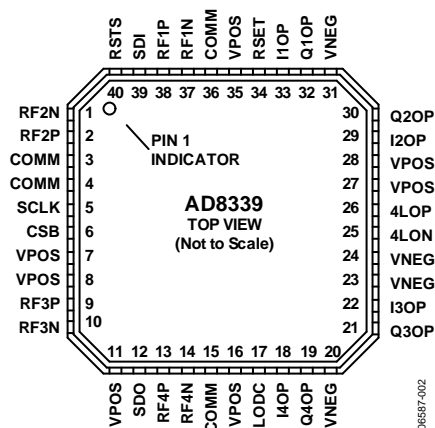 RSTS
SDI
RF1P
RF1N
COMM
VPOS
RSET
I1OP
Q1OP
VNEG
40 39 38 37 36 35 34 33 32 31
RF2N 1
RF2P 2
COMM 3
COMM 4
SCLK 5
CSB 6
VPOS 7
VPOS 8
RF3P 9
RF3N 10
PIN 1
INDICATOR
AD8339
TOP VIEW
(Not to Scale)
30 Q2OP
29 I2OP
28 VPOS
27 VPOS
26 4LOP
25 4LON
24 VNEG
23 VNEG
22 I3OP
21 Q3OP
11 12 13 14 15 16 17 18 19 20
VPOS
SDO
RF4P
RF4N
COMM
VPOS
LODC
I4OP
Q4OP
VNEG
06587-002